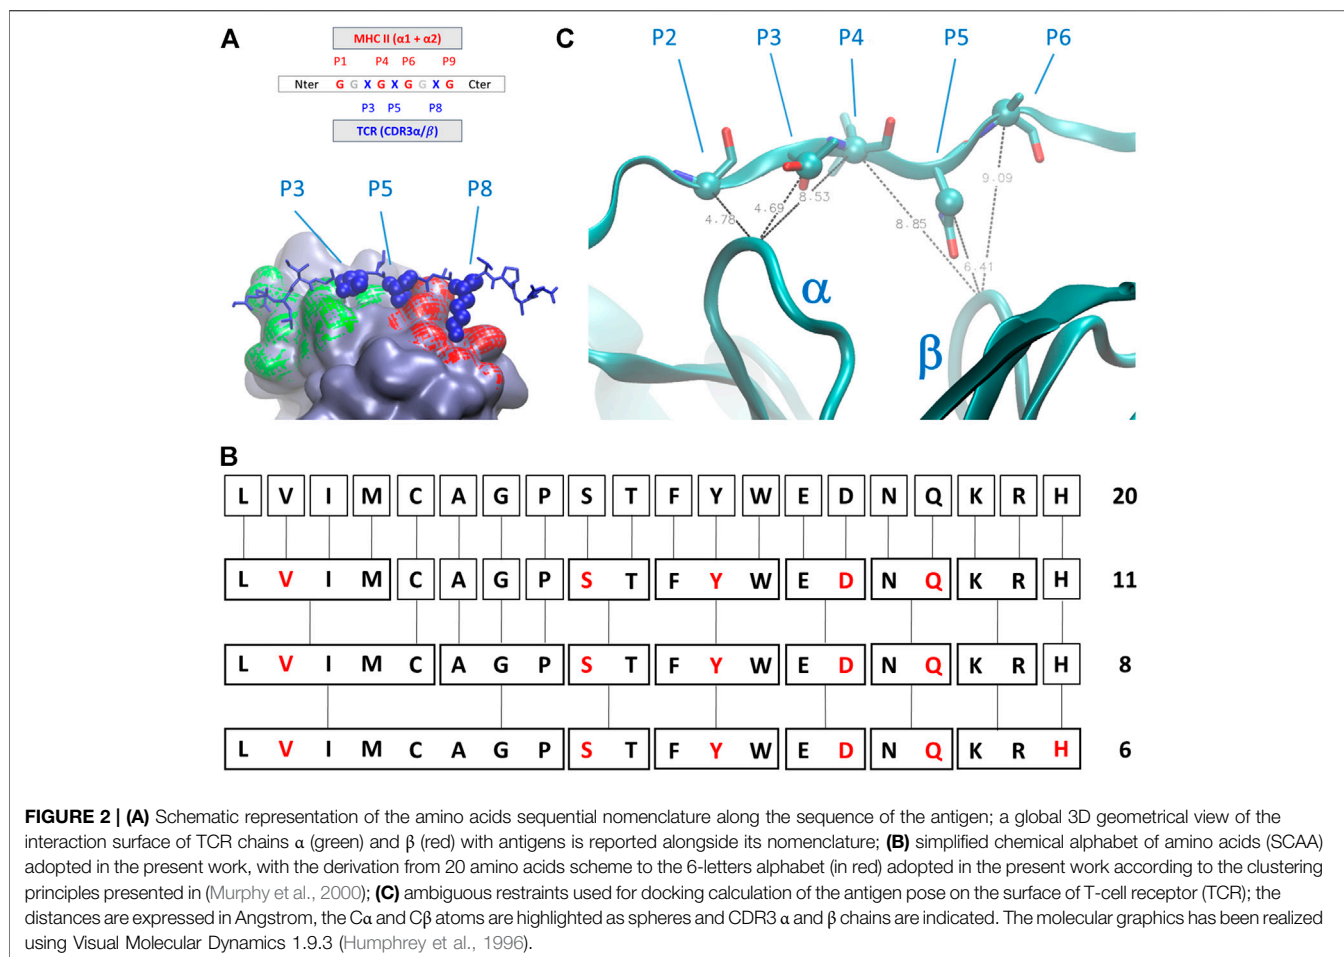 A
MHC II (α1 + α2)
P1 P4 P6 P9
Nter G G X G X G G X G Cter
P3 P5 P8
TCR (CDR3α/β)
P3 P5 P8
C
P2 P3 P4 P5 P6
4.78 4.69 8.53 8.85 6.41 9.09
α
β
B
L V I M C A G P S T F Y W E D N Q K R H 20
L V I M C A G P S T F Y W E D N Q K R H 11
L V I M C A G P S T F Y W E D N Q K R H 8
L V I M C A G P S T F Y W E D N Q K R H 6
FIGURE 2 | (A) Schematic representation of the amino acids sequential nomenclature along the sequence of the antigen; a global 3D geometrical view of the
interaction surface of TCR chains α (green) and β (red) with antigens is reported alongside its nomenclature; (B) simplified chemical alphabet of amino acids (SCAA)
adopted in the present work, with the derivation from 20 amino acids scheme to the 6-letters alphabet (in red) adopted in the present work according to the clustering
principles presented in (Murphy et al., 2000); (C) ambiguous restraints used for docking calculation of the antigen pose on the surface of T-cell receptor (TCR); the
distances are expressed in Angstrom, the Cα and Cβ atoms are highlighted as spheres and CDR3 α and β chains are indicated. The molecular graphics has been realized
using Visual Molecular Dynamics 1.9.3 (Humphrey et al., 1996).